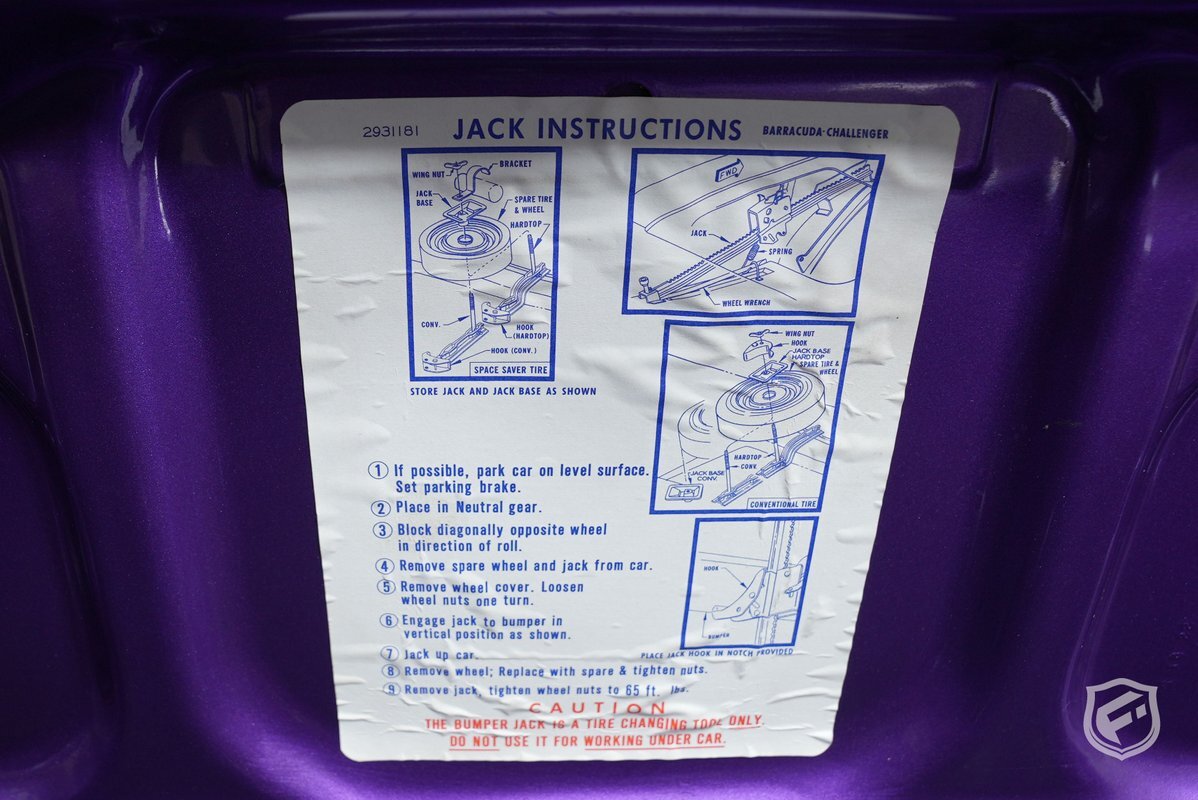 2931181 JACK INSTRUCTIONS BARRACUDA-CHALLENGER
WING NUT
BRACKET
JACK
BASE
SPARE TIRE
& WHEEL
HARDTOP
CONV.
HOOK
(HARDTOP)
HOOK (CONV.)
SPACE SAVER TIRE
STORE JACK AND JACK BASE AS SHOWN
FWD
JACK
SPRING
WHEEL WRENCH
WING NUT
HOOK
JACK BASE
HARDTOP
SPARE TIRE &
WHEEL
HARDTOP
CONV.
JACK BASE
CONV.
CONVENTIONAL TIRE
HOOK
BUMPER
PLACE JACK HOOK IN NOTCH PROVIDED
1 If possible, park car on level surface.
Set parking brake.
2 Place in Neutral gear.
3 Block diagonally opposite wheel
in direction of roll.
4 Remove spare wheel and jack from car.
5 Remove wheel cover. Loosen
wheel nuts one turn.
6 Engage jack to bumper in
vertical position as shown.
7 Jack up car.
8 Remove wheel; Replace with spare & tighten nuts.
9 Remove jack, tighten wheel nuts to 65 ft. lbs.
CAUTION
THE BUMPER JACK IS A TIRE CHANGING TOOL ONLY.
DO NOT USE IT FOR WORKING UNDER CAR.